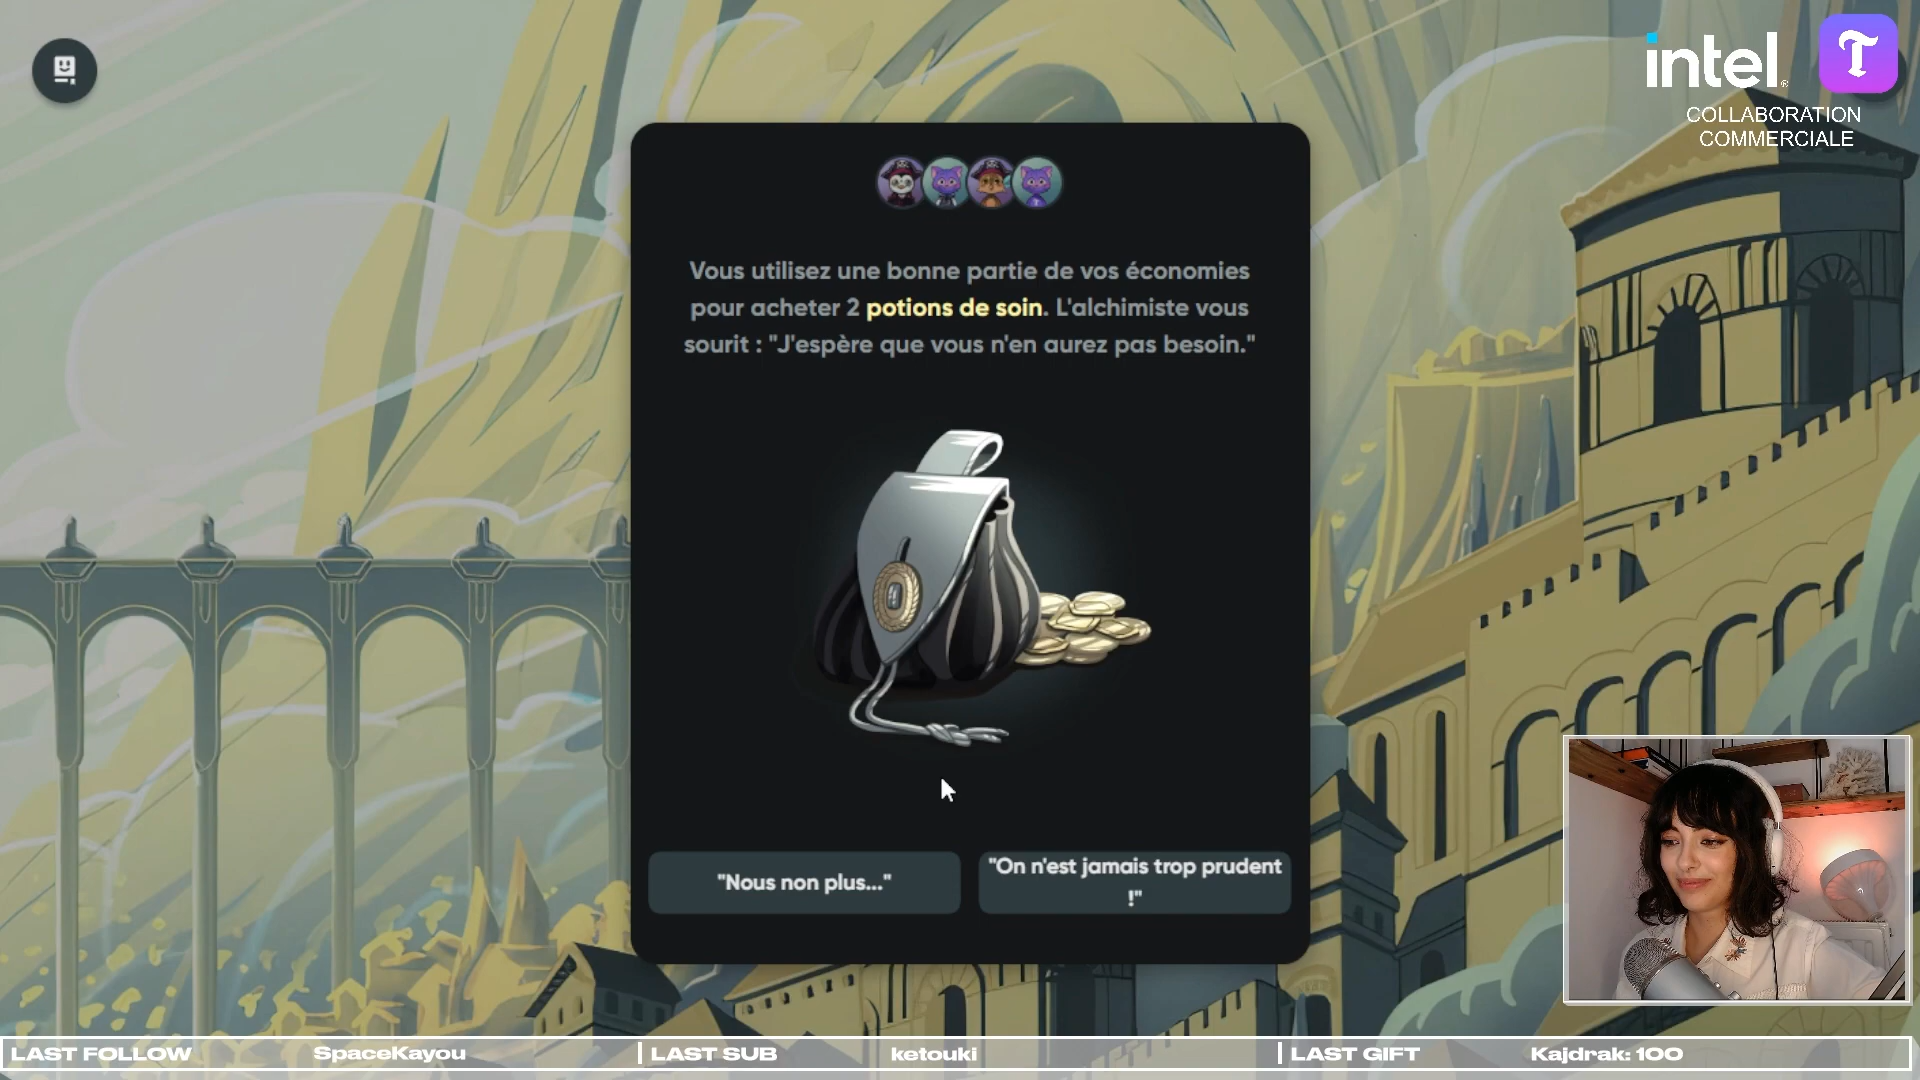 intel®
COLLABORATION
COMMERCIALE
Vous utilisez une bonne partie de vos économies
pour acheter 2 potions de soin. L'alchimiste vous
sourit : "J'espère que vous n'en aurez pas besoin."
"Nous non plus..."
"On n'est jamais trop prudent
!"
LAST FOLLOW SpaceKayou LAST SUB ketouki LAST GIFT Kajdrak: 100